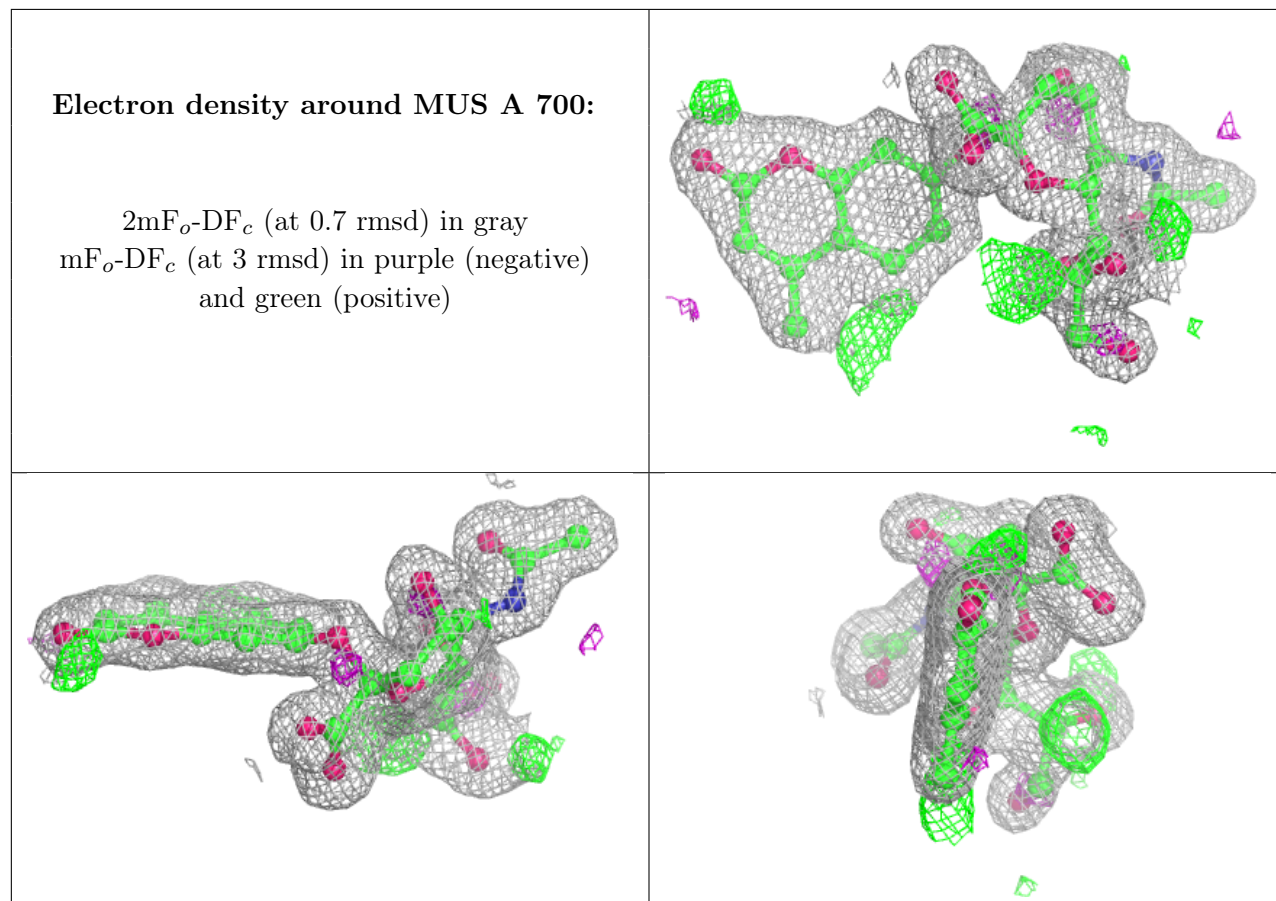 Electron density around MUS A 700:
2mFo-DFc (at 0.7 rmsd) in gray
mFo-DFc (at 3 rmsd) in purple (negative)
and green (positive)